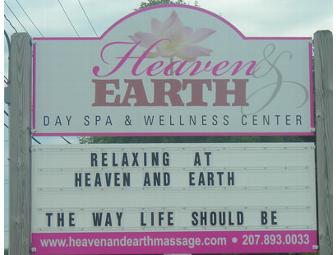 Heaven &
EARTH
DAY SPA & WELLNESS CENTER
RELAXING AT
HEAVEN AND EARTH
THE WAY LIFE SHOULD BE
www.heavenandearthmassage.com • 207.893.0033